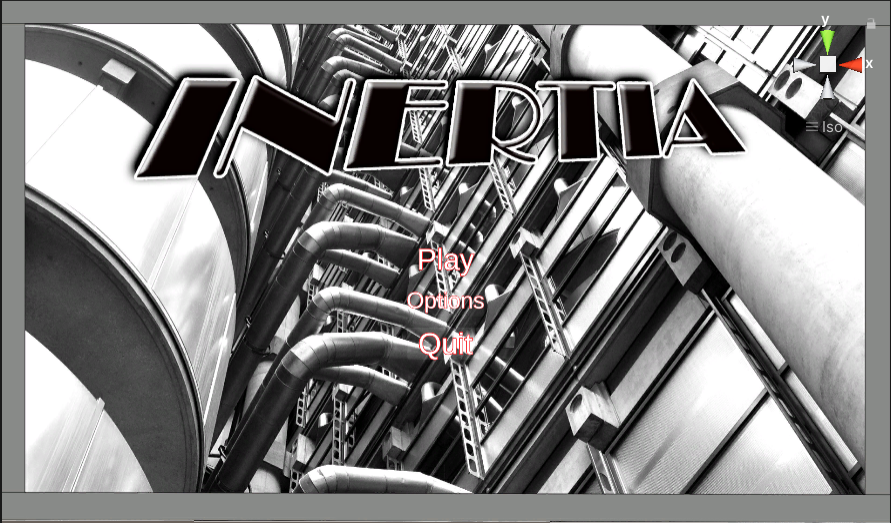 y
x
Iso
INERTIA
Play
Options
Quit